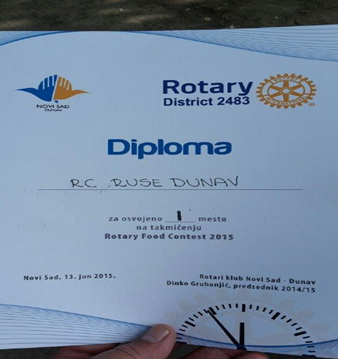 NOVI SAD
DUNAV
Rotary
District 2483
Diploma
RC RUSE DUNAV
za osvojeno 1 mesto
na takmičenju
Rotary Food Contest 2015
Novi Sad, 13. jun 2015.
Rotari klub Novi Sad - Dunav
Dinko Gruhonjić, predsednik 2014/15